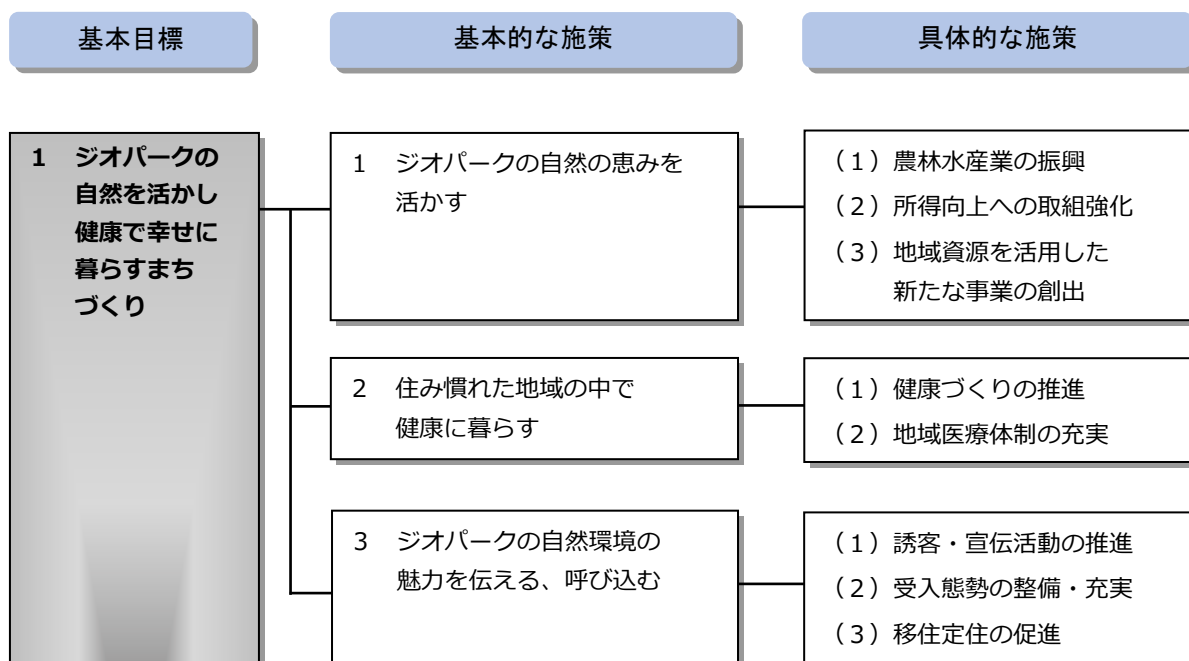 基本目標
基本的な施策
具体的な施策
1 ジオパークの
自然を活かし
健康で幸せに
暮らすまち
づくり
1 ジオパークの自然の恵みを
活かす
（1）農林水産業の振興
（2）所得向上への取組強化
（3）地域資源を活用した
新たな事業の創出
2 住み慣れた地域の中で
健康に暮らす
（1）健康づくりの推進
（2）地域医療体制の充実
3 ジオパークの自然環境の
魅力を伝える、呼び込む
（1）誘客・宣伝活動の推進
（2）受入態勢の整備・充実
（3）移住定住の促進